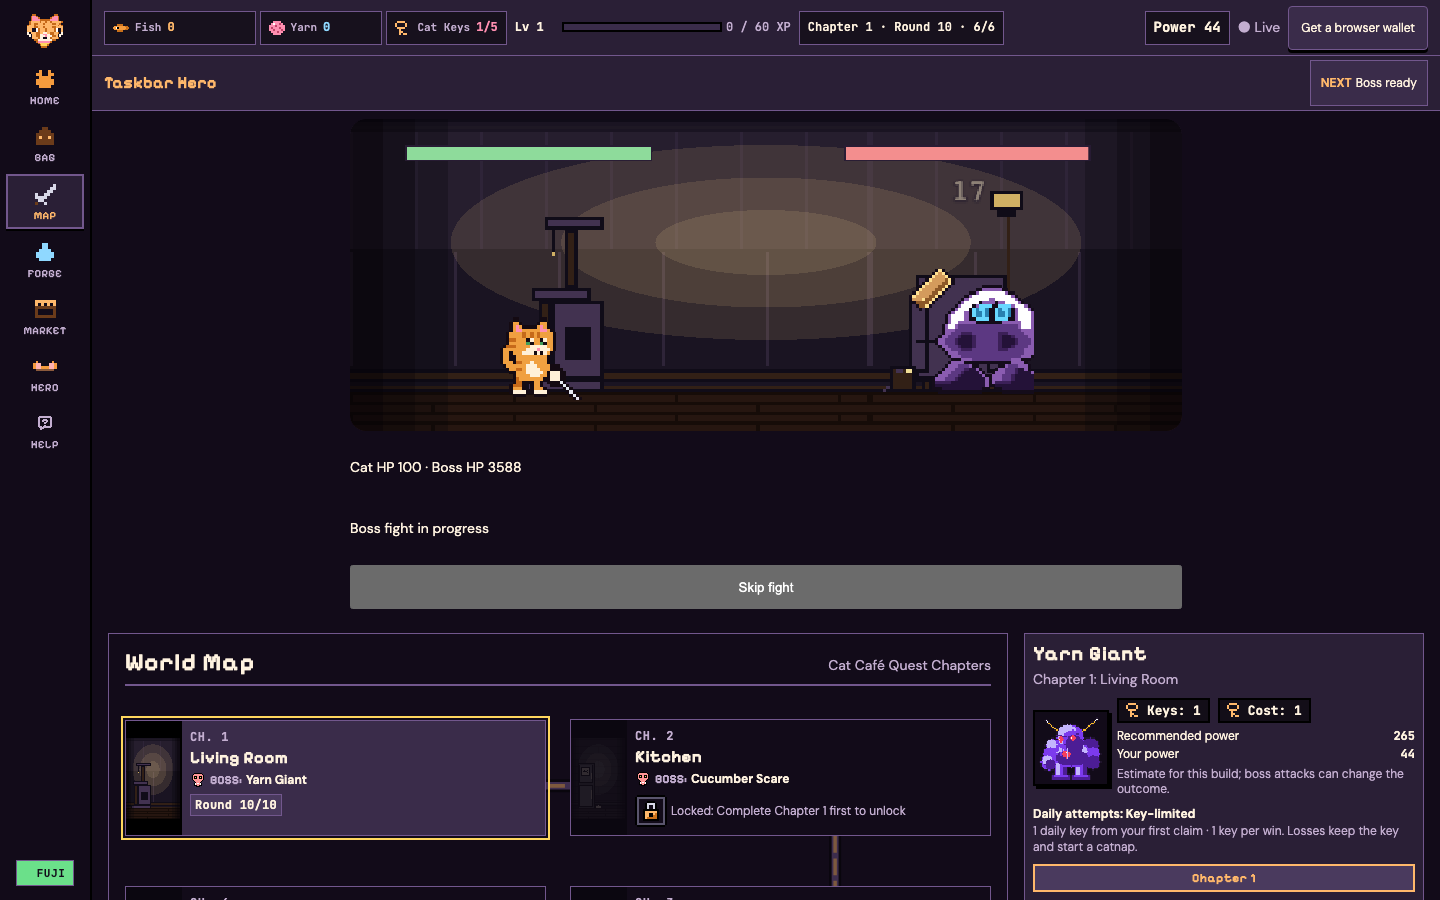 Fish 0
Yarn 0
Cat Keys 1/5
Lv 1
0 / 60 XP
Chapter 1 · Round 10 · 6/6
Power 44
Live
Get a browser wallet
Taskbar Hero
NEXT Boss ready
HOME
BAG
MAP
FORGE
MARKET
HERO
HELP
FUJI
17
Cat HP 100 · Boss HP 3588
Boss fight in progress
Skip fight
World Map
Cat Café Quest Chapters
CH. 1
Living Room
BOSS: Yarn Giant
Round 10/10
CH. 2
Kitchen
BOSS: Cucumber Scare
Locked: Complete Chapter 1 first to unlock
Yarn Giant
Chapter 1: Living Room
Keys: 1
Cost: 1
Recommended power 265
Your power 44
Estimate for this build; boss attacks can change the
outcome.
Daily attempts: Key-limited
1 daily key from your first claim · 1 key per win. Losses keep the key
and start a catnap.
Chapter 1